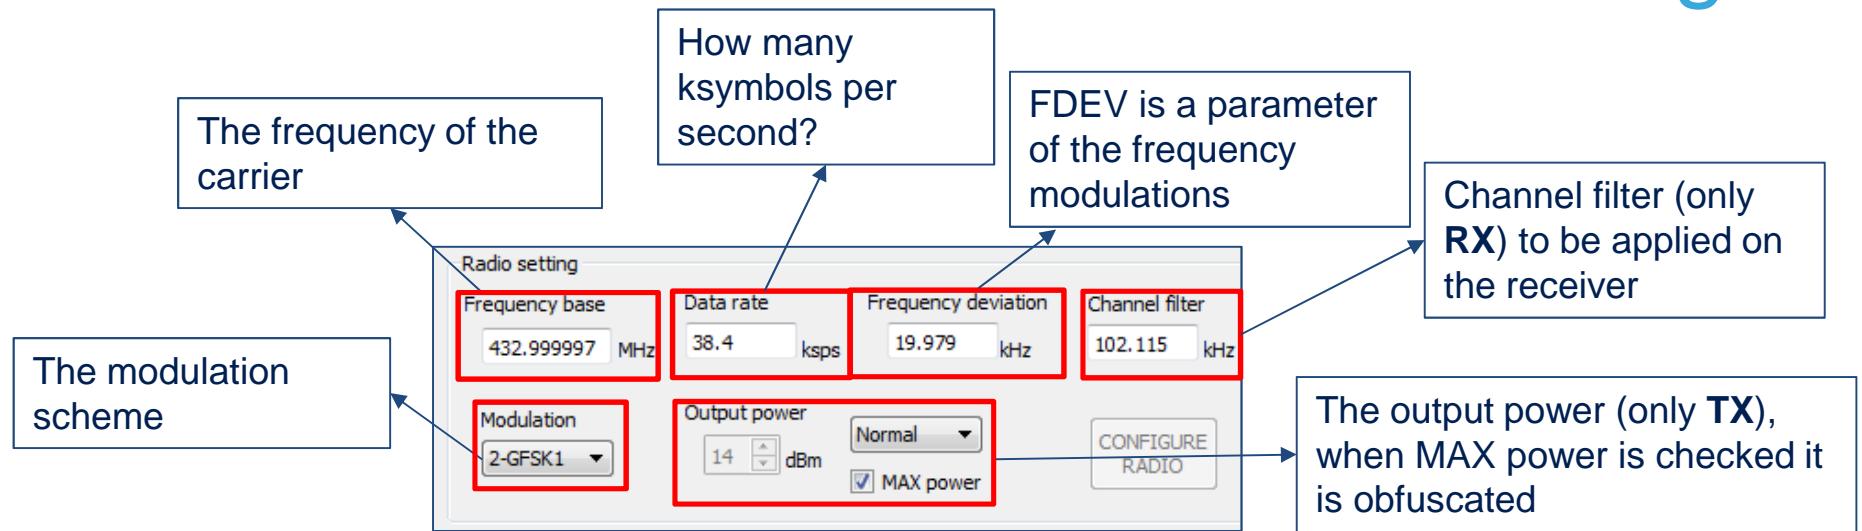 How many
ksymbols per
second?
The frequency of the
carrier
FDEV is a parameter
of the frequency
modulations
Channel filter (only
RX) to be applied on
the receiver
Radio setting
Frequency base
Data rate
Frequency deviation
Channel filter
432.999997 MHz
38.4 ksps
19.979 kHz
102.115 kHz
The modulation
scheme
Modulation
2-GFSK1
Output power
14 dBm
Normal
MAX power
CONFIGURE
RADIO
The output power (only TX),
when MAX power is checked it
is obfuscated